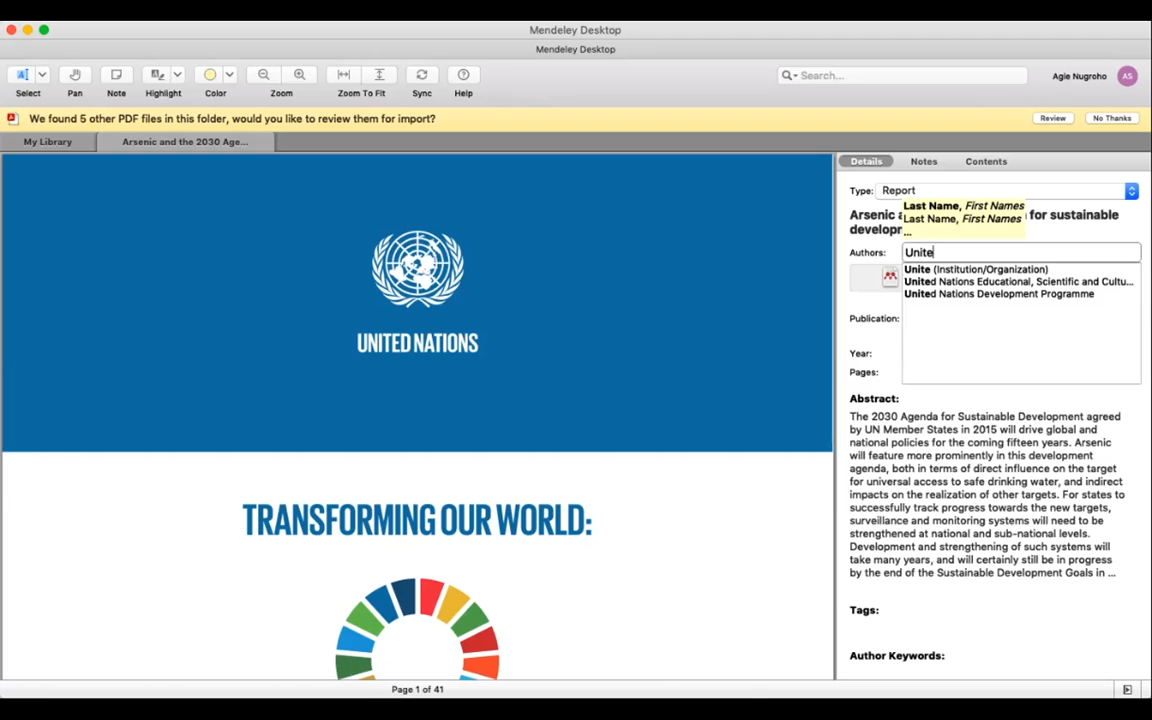 Mendeley Desktop
Mendeley Desktop
Select
Pan
Note
Highlight
Color
Zoom
Zoom To Fit
Sync
Help
Search...
Agie Nugroho
AS
We found 5 other PDF files in this folder, would you like to review them for import?
Review
No Thanks
My Library
Arsenic and the 2030 Age...
UNITED NATIONS
TRANSFORMING OUR WORLD:
Page 1 of 41
Details
Notes
Contents
Type: Report
Last Name, First Names
Last Name, First Names
...
Arsenic a for sustainable
developr
Authors: Unite
Unite (Institution/Organization)
United Nations Educational, Scientific and Cultu...
United Nations Development Programme
Publication:
Year:
Pages:
Abstract:
The 2030 Agenda for Sustainable Development agreed
by UN Member States in 2015 will drive global and
national policies for the coming fifteen years. Arsenic
will feature more prominently in this development
agenda, both in terms of direct influence on the target
for universal access to safe drinking water, and indirect
impacts on the realization of other targets. For states to
successfully track progress towards the new targets,
surveillance and monitoring systems will need to be
strengthened at national and sub-national levels.
Development and strengthening of such systems will
take many years, and will certainly still be in progress
by the end of the Sustainable Development Goals in ...
Tags:
Author Keywords: